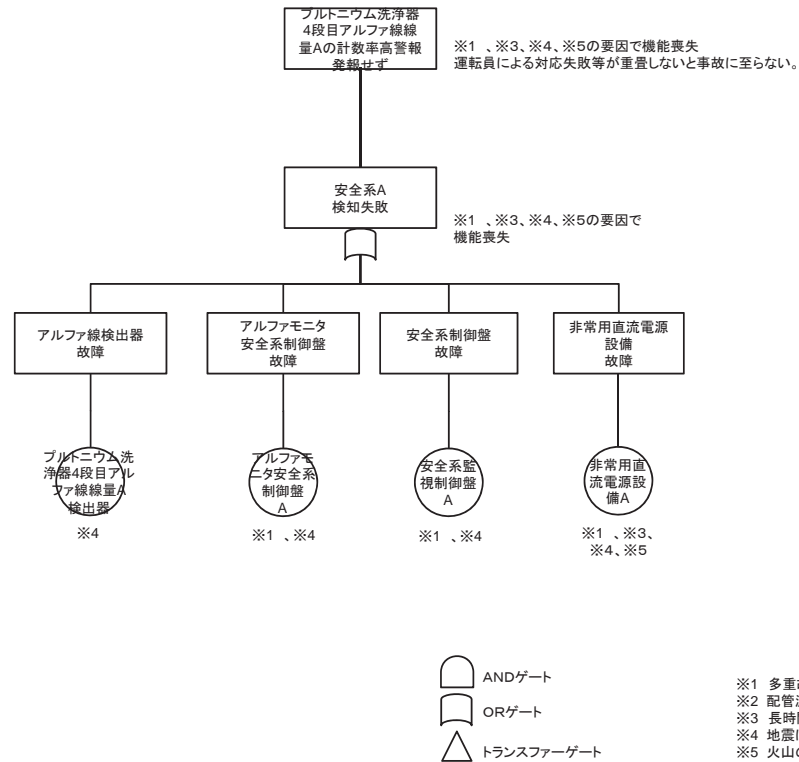 プルトニウム洗浄器
4段目アルファ線線
量Aの計数率高警報
発報せず
※1 、※3、※4、※5の要因で機能喪失
運転員による対応失敗等が重畳しないと事故に至らない。
安全系A
検知失敗
※1 、※3、※4、※5の要因で
機能喪失
アルファ線検出器
故障
アルファモニタ
安全系制御盤
故障
安全系制御盤
故障
非常用直流電源
設備
故障
プルトニウム洗
浄器4段目アル
ファ線線量A
検出器
※4
アルファモ
ニタ安全系
制御盤
A
※1 、※4
安全系監
視制御盤
A
※1 、※4
非常用直
流電源設
備A
※1 、※3、
※4、※5
ANDゲート
ORゲート
トランスファーゲート
※1 多重
※2 配管
※3 長時
※4 地震
※5 火山の